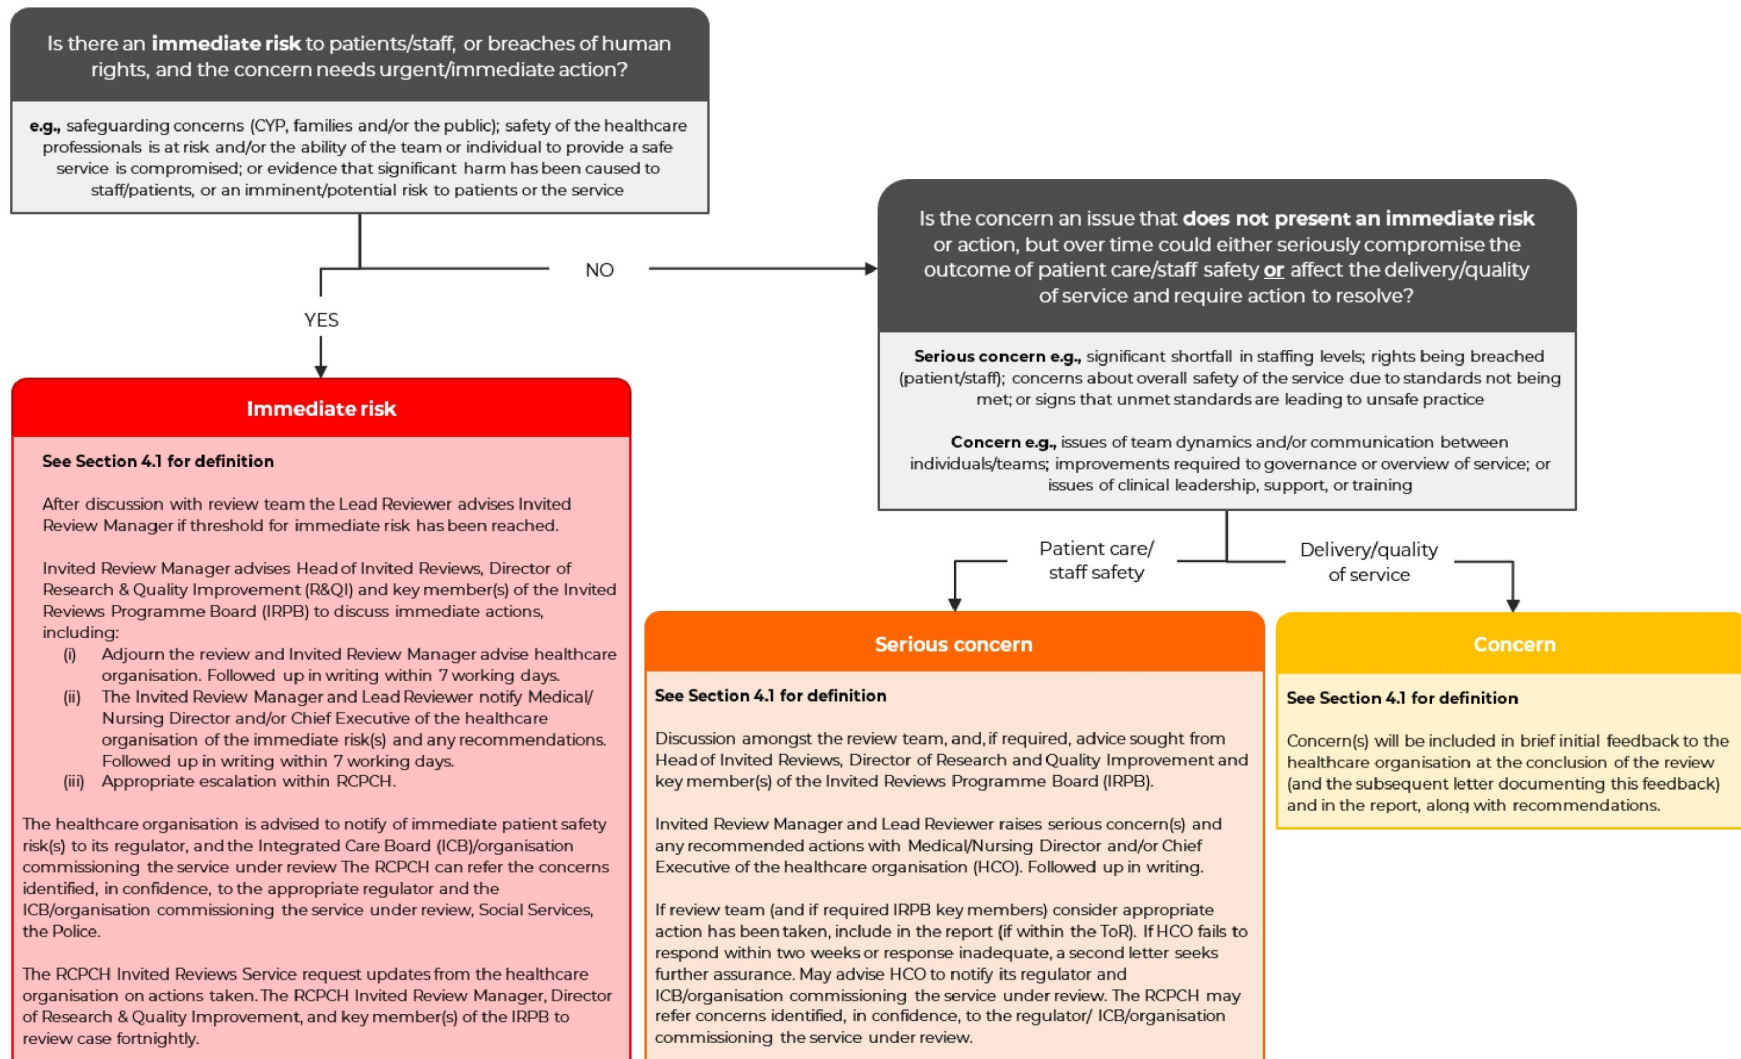 Is there an immediate risk to patients/staff, or breaches of human
rights, and the concern needs urgent/immediate action?
e.g., safeguarding concerns (CYP, families and/or the public); safety of the healthcare
professionals is at risk and/or the ability of the team or individual to provide a safe
service is compromised; or evidence that significant harm has been caused to
staff/patients, or an imminent/potential risk to patients or the service
NO
YES
Is the concern an issue that does not present an immediate risk
or action, but over time could either seriously compromise the
outcome of patient care/staff safety or affect the delivery/quality
of service and require action to resolve?
Serious concern e.g., significant shortfall in staffing levels; rights being breached
(patient/staff); concerns about overall safety of the service due to standards not being
met; or signs that unmet standards are leading to unsafe practice
Concern e.g., issues of team dynamics and/or communication between
individuals/teams; improvements required to governance or overview of service; or
issues of clinical leadership, support, or training
Patient care/
staff safety
Delivery/quality
of service
Immediate risk
See Section 4.1 for definition
After discussion with review team the Lead Reviewer advises Invited
Review Manager if threshold for immediate risk has been reached.
Invited Review Manager advises Head of Invited Reviews, Director of
Research & Quality Improvement (R&QI) and key member(s) of the Invited
Reviews Programme Board (IRPB) to discuss immediate actions,
including:
(i) Adjourn the review and Invited Review Manager advise healthcare
organisation. Followed up in writing within 7 working days.
(ii) The Invited Review Manager and Lead Reviewer notify Medical/
Nursing Director and/or Chief Executive of the healthcare
organisation of the immediate risk(s) and any recommendations.
Followed up in writing within 7 working days.
(iii) Appropriate escalation within RCPCH.
The healthcare organisation is advised to notify of immediate patient safety
risk(s) to its regulator, and the Integrated Care Board (ICB)/organisation
commissioning the service under review The RCPCH can refer the concerns
identified, in confidence, to the appropriate regulator and the
ICB/organisation commissioning the service under review, Social Services,
the Police.
The RCPCH Invited Reviews Service request updates from the healthcare
organisation on actions taken. The RCPCH Invited Review Manager, Director
of Research & Quality Improvement, and key member(s) of the IRPB to
review case fortnightly.
Serious concern
See Section 4.1 for definition
Discussion amongst the review team, and, if required, advice sought from
Head of Invited Reviews, Director of Research and Quality Improvement and
key member(s) of the Invited Reviews Programme Board (IRPB).
Invited Review Manager and Lead Reviewer raises serious concern(s) and
any recommended actions with Medical/Nursing Director and/or Chief
Executive of the healthcare organisation (HCO). Followed up in writing.
If review team (and if required IRPB key members) consider appropriate
action has been taken, include in the report (if within the ToR). If HCO fails to
respond within two weeks or response inadequate, a second letter seeks
further assurance. May advise HCO to notify its regulator and
ICB/organisation commissioning the service under review. The RCPCH may
refer concerns identified, in confidence, to the regulator/ ICB/organisation
commissioning the service under review.
Concern
See Section 4.1 for definition
Concern(s) will be included in brief initial feedback to the
healthcare organisation at the conclusion of the review
(and the subsequent letter documenting this feedback)
and in the report, along with recommendations.